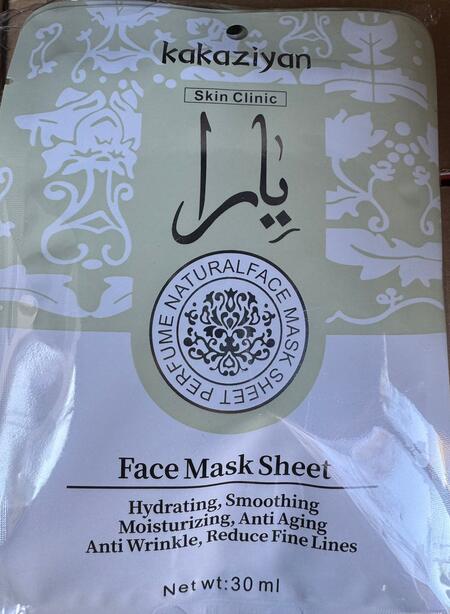 kakaziyan
Skin Clinic
يارا
PERFUME NATURALFACE MASK SHEET
Face Mask Sheet
Hydrating, Smoothing
Moisturizing, Anti Aging
Anti Wrinkle, Reduce Fine Lines
Net wt:30 ml